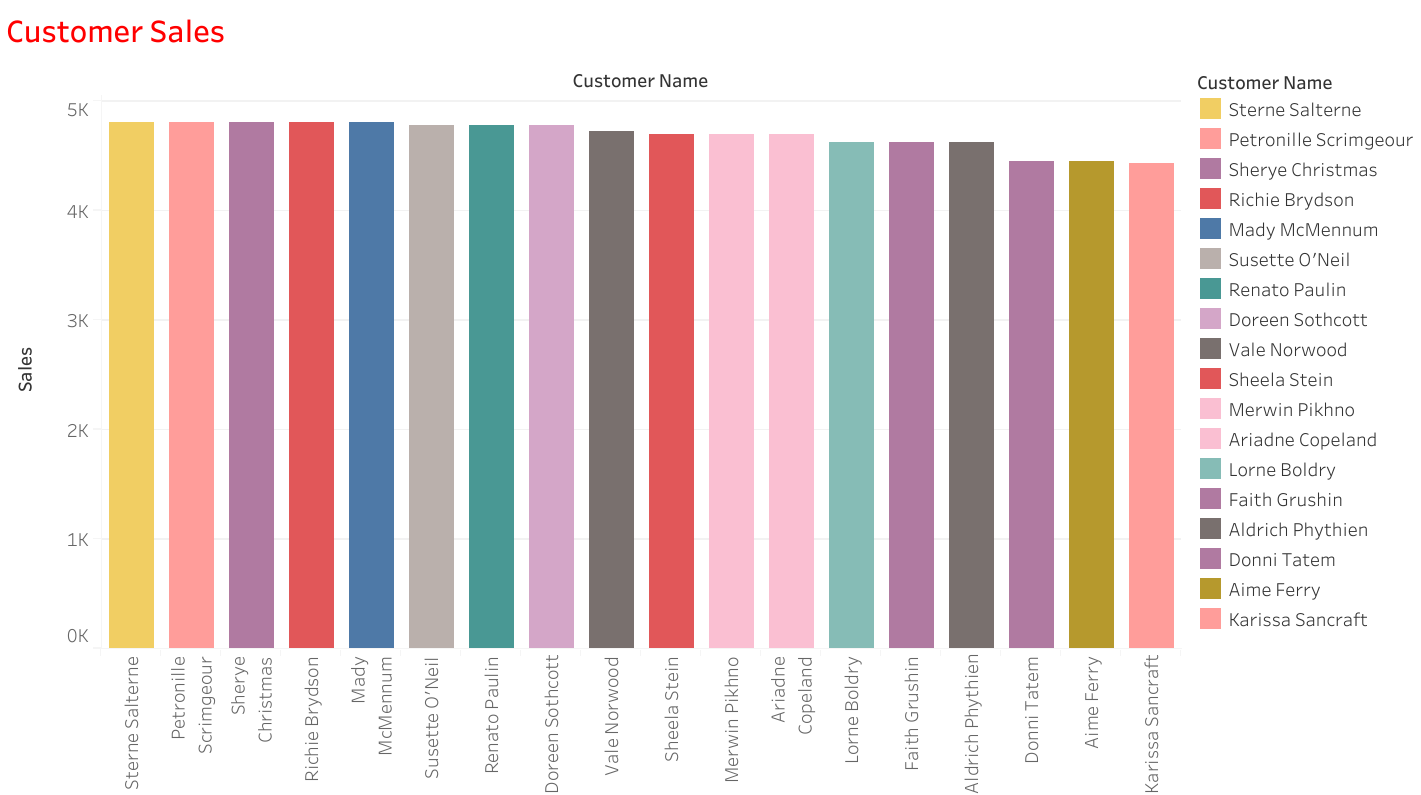 Customer Sales
Customer Name
5K
4K
3K
2K
1K
0K
Sales
Sterne Salterne
Petronille
Scrimgeour
Sherye
Christmas
Richie Brydson
Mady
McMennum
Susette O’Neil
Renato Paulin
Doreen Sothcott
Vale Norwood
Sheela Stein
Merwin Pikhno
Ariadne
Copeland
Lorne Boldry
Faith Grushin
Aldrich Phythien
Donni Tatem
Aime Ferry
Karissa Sancraft
Customer Name
Sterne Salterne
Petronille Scrimgeour
Sherye Christmas
Richie Brydson
Mady McMennum
Susette O’Neil
Renato Paulin
Doreen Sothcott
Vale Norwood
Sheela Stein
Merwin Pikhno
Ariadne Copeland
Lorne Boldry
Faith Grushin
Aldrich Phythien
Donni Tatem
Aime Ferry
Karissa Sancraft